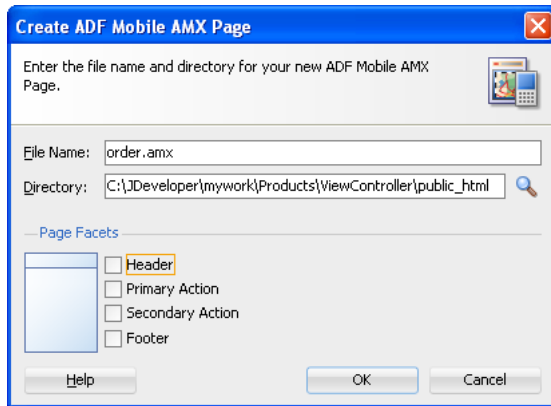 Create ADF Mobile AMX Page
Enter the file name and directory for your new ADF Mobile AMX
Page.
File Name: order.amx
Directory: C:\JDeveloper\mywork\Products\ViewController\public_html
Page Facets
Header
Primary Action
Secondary Action
Footer
Help OK Cancel